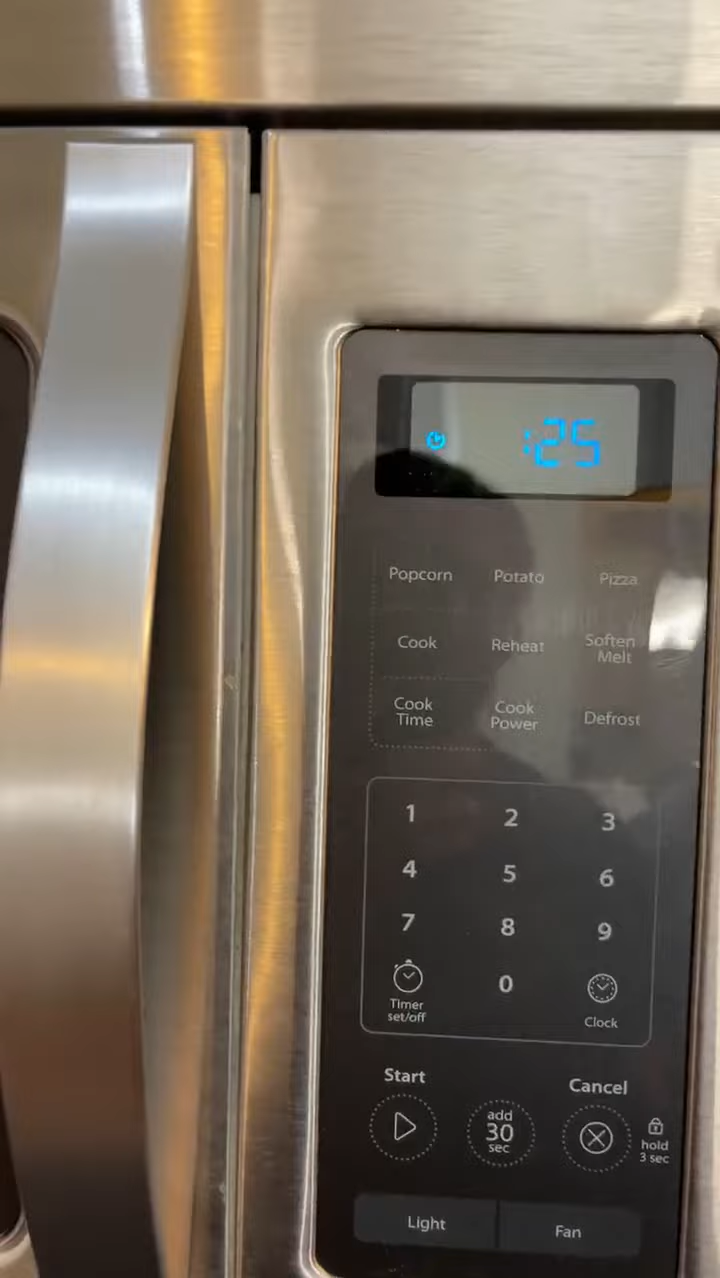 :25
Popcorn Potato Pizza
Cook Reheat Soften Melt
Cook Time Cook Power Defrost
1 2 3
4 5 6
7 8 9
Timer set/off 0 Clock
Start Cancel
add 30 sec hold 3 sec
Light Fan